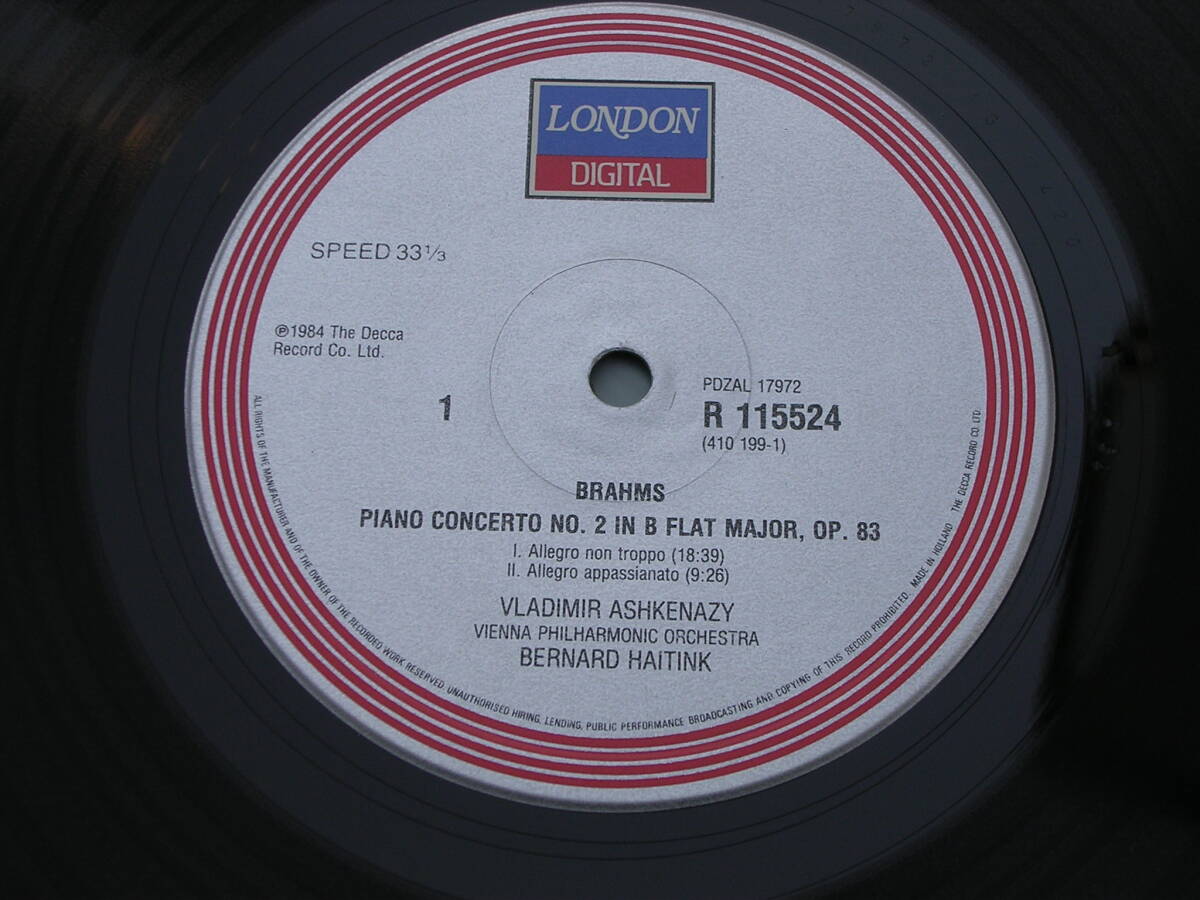 LONDON
DIGITAL
SPEED 33⅓
℗1984 The Decca
Record Co. Ltd.
1
PDZAL 17972
R 115524
(410 199-1)
BRAHMS
PIANO CONCERTO NO. 2 IN B FLAT MAJOR, OP. 83
I. Allegro non troppo (18:39)
II. Allegro appassianato (9:26)
VLADIMIR ASHKENAZY
VIENNA PHILHARMONIC ORCHESTRA
BERNARD HAITINK
ALL RIGHTS OF THE MANUFACTURER AND OF THE OWNER OF THE RECORDED WORK RESERVED. UNAUTHORISED HIRING, LENDING, PUBLIC PERFORMANCE BROADCASTING AND COPYING OF THIS RECORD PROHIBITED. MADE IN HOLLAND THE DECCA RECORD CO. LTD.